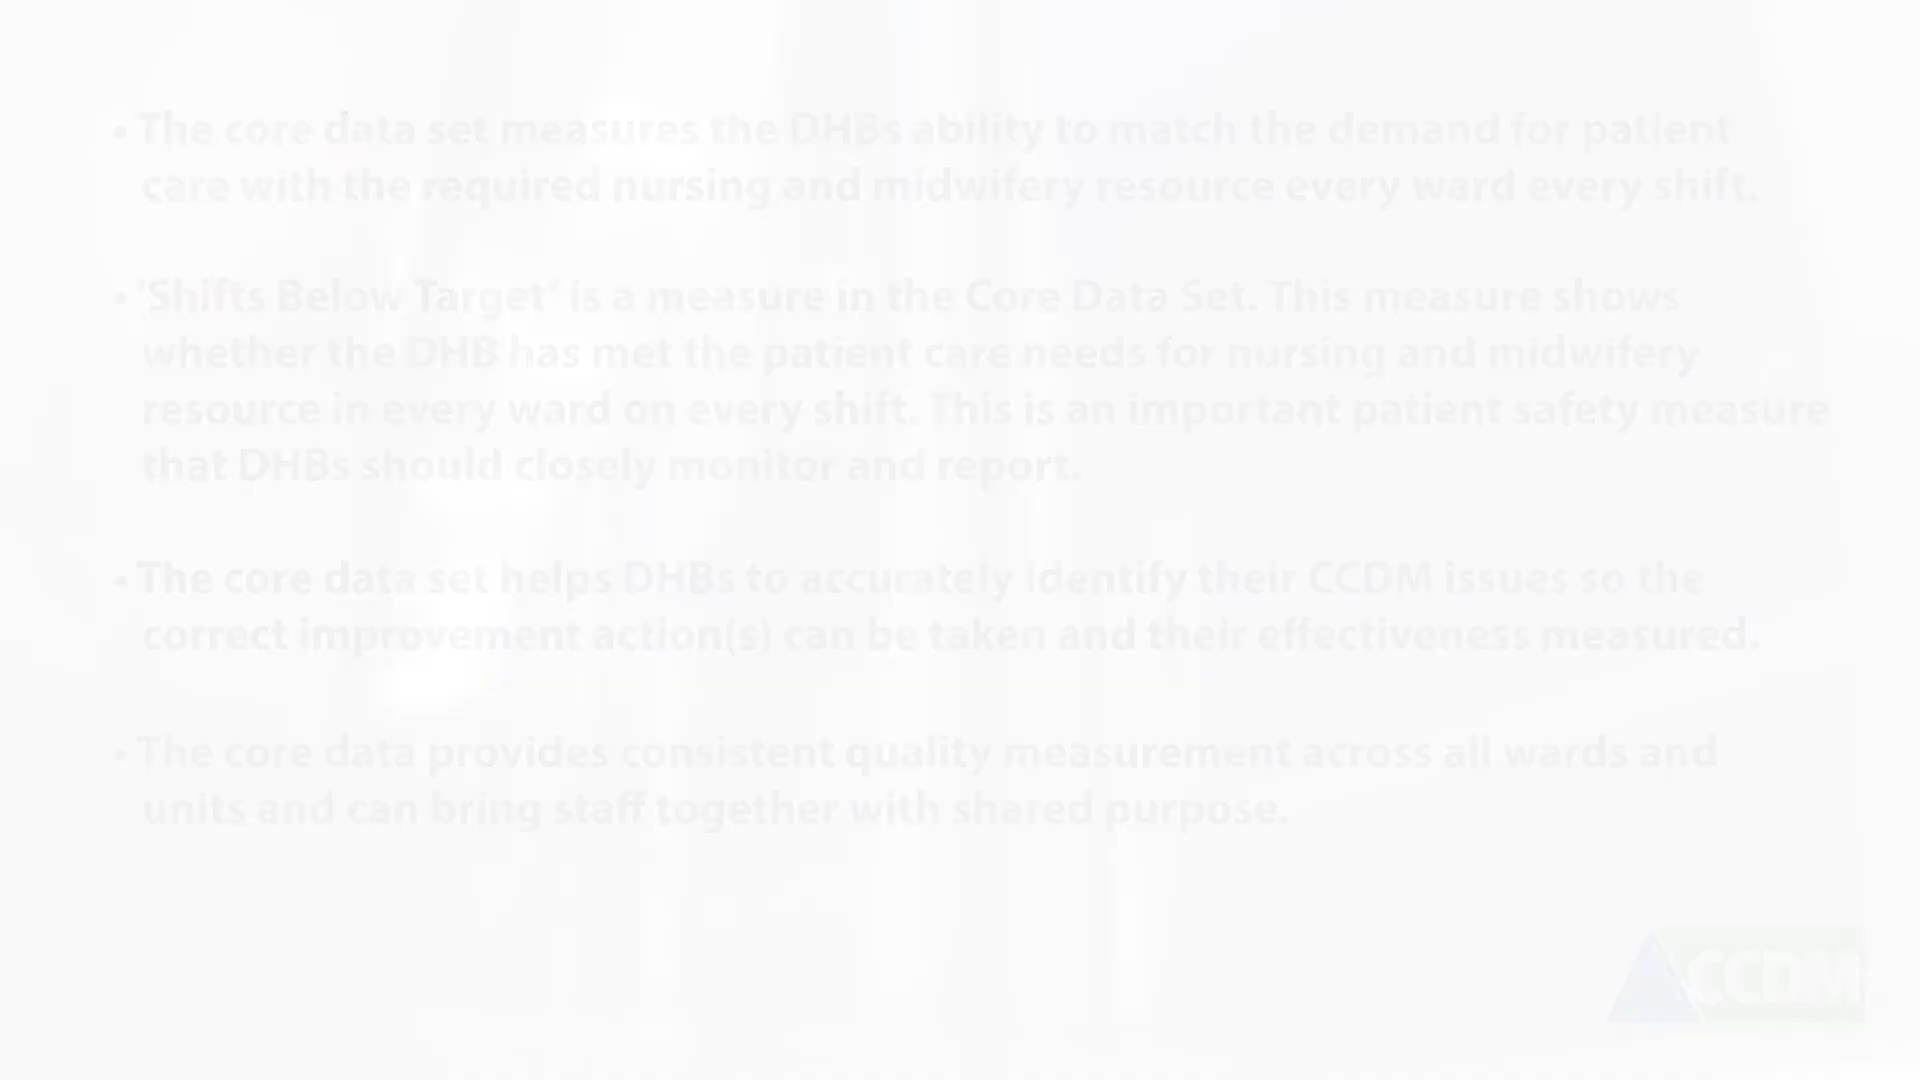 • The core data set measures the DHBs ability to match the demand for patient
care with the required nursing and midwifery resource every ward every shift.
• 'Shifts Below Target' is a measure in the Core Data Set. This measure shows
whether the DHB has met the patient care needs for nursing and midwifery
resource in every ward on every shift. This is an important patient safety measure
that DHBs should closely monitor and report.
• The core data set helps DHBs to accurately identify their CCDM issues so the
correct improvement action(s) can be taken and their effectiveness measured.
• The core data provides consistent quality measurement across all wards and
units and can bring staff together with shared purpose.
CCDM